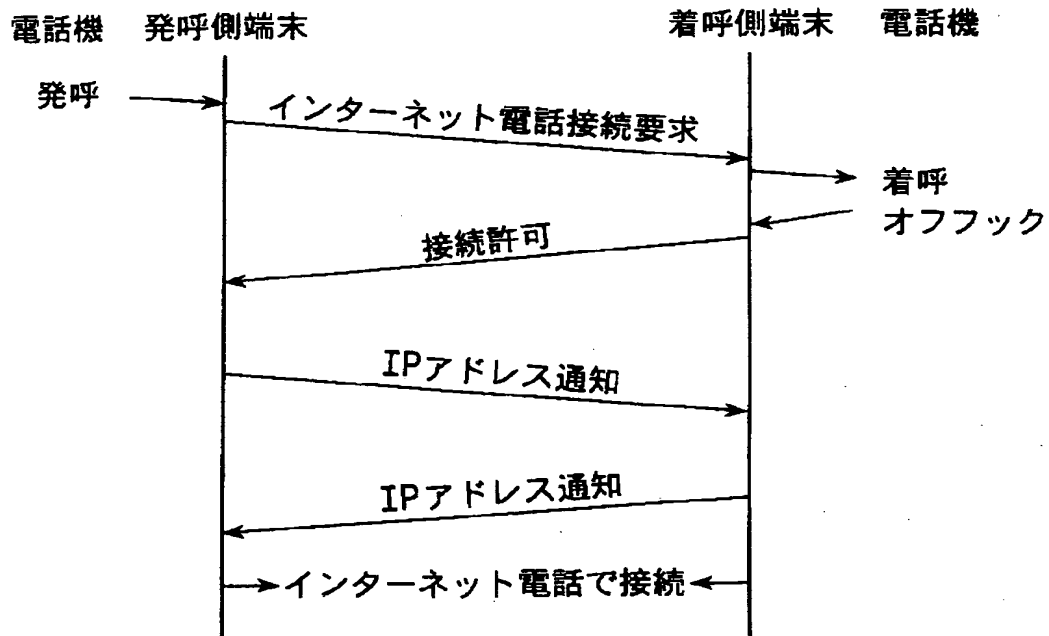 電話機 発呼側端末 着呼側端末 電話機
発呼
インターネット電話接続要求
着呼
オフフック
接続許可
IPアドレス通知
IPアドレス通知
インターネット電話で接続